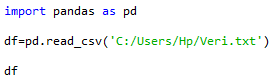 import pandas as pd
df=pd.read_csv('C:/Users/Hp/Veri.txt')
df